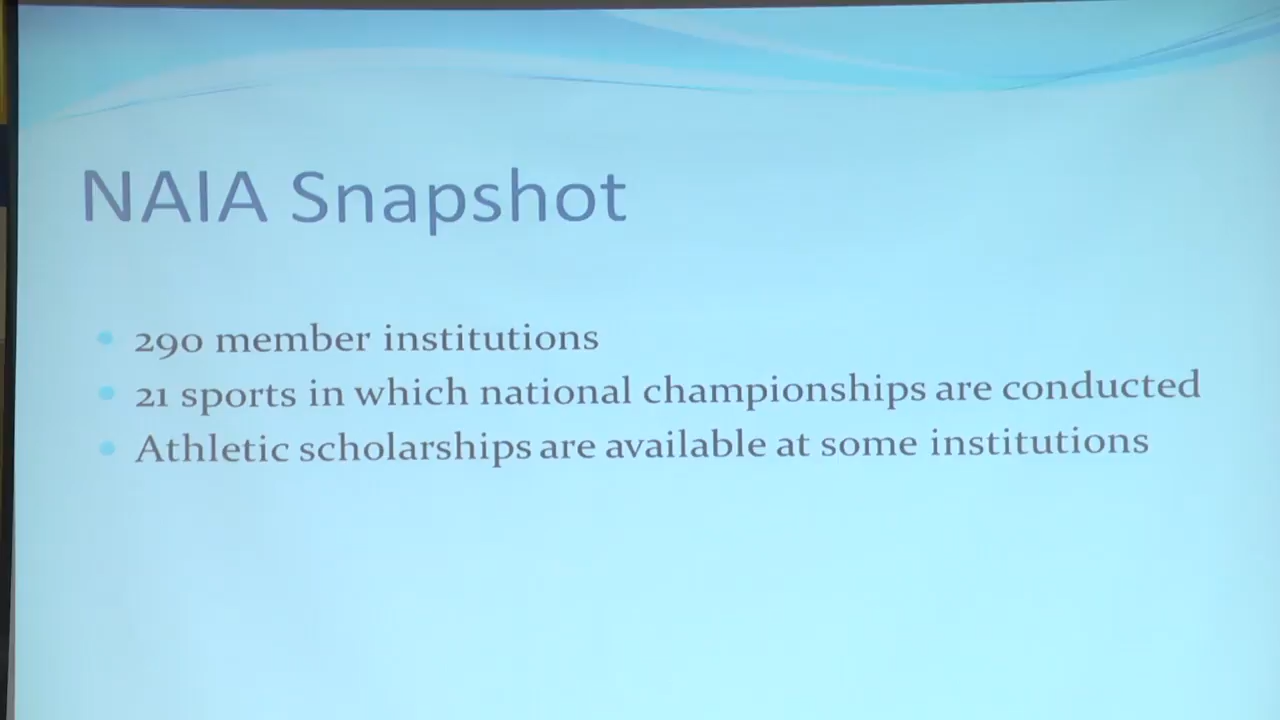 NAIA Snapshot
290 member institutions
21 sports in which national championships are conducted
Athletic scholarships are available at some institutions